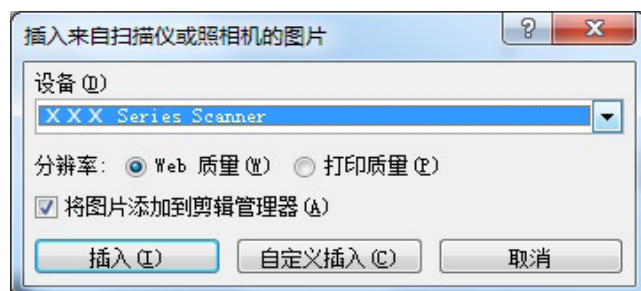 插入来自扫描仪或照相机的图片
设备(D)
XXX Series Scanner
分辨率: Web 质量(W) 打印质量(P)
将图片添加到剪辑管理器(A)
插入(I) 自定义插入(C) 取消